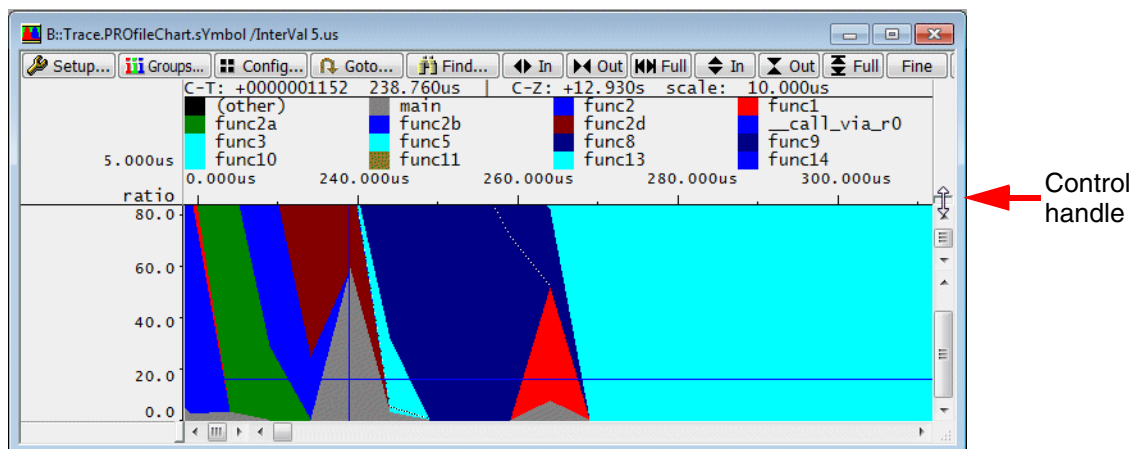 B::Trace.PROfileChart.sYmbol /InterVal 5.us
Setup... Groups... Config... Goto... Find... In Out Full In Out Full Fine
C-T: +0000001152 238.760us | C-Z: +12.930s scale: 10.000us
(other) main func2 func1
func2a func2b func2d __call_via_r0
func3 func5 func8 func9
5.000us func10 func11 func13 func14
0.000us 240.000us 260.000us 280.000us 300.000us
ratio
Control
handle
80.0
60.0
40.0
20.0
0.0